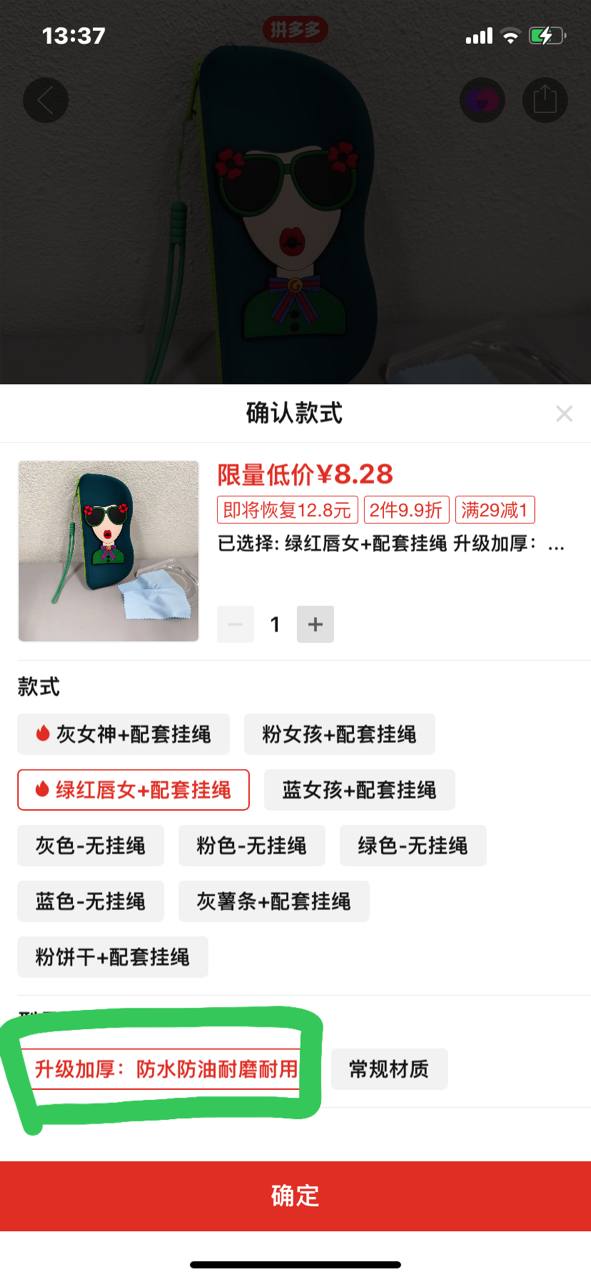 13:37
拼多多
确认款式
限量低价¥8.28
即将恢复12.8元 2件9.9折 满29减1
已选择: 绿红唇女+配套挂绳 升级加厚：...
1
款式
灰女神+配套挂绳 粉女孩+配套挂绳
绿红唇女+配套挂绳 蓝女孩+配套挂绳
灰色-无挂绳 粉色-无挂绳 绿色-无挂绳
蓝色-无挂绳 灰薯条+配套挂绳
粉饼干+配套挂绳
升级加厚：防水防油耐磨耐用 常规材质
确定